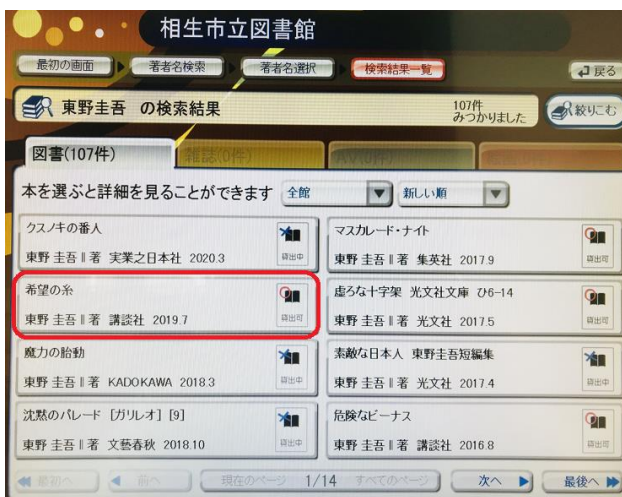 相生市立図書館
最初の画面
著者名検索
著者名選択
検索結果一覧
戻る
東野圭吾 の検索結果
107件
みつかりました
絞りこむ
図書(107件)
雑誌(0件)
AV(0件)
本を選ぶと詳細を見ることができます 全館 新しい順
クスノキの番人
東野 圭吾∥著 実業之日本社 2020.3
貸出中
希望の糸
東野 圭吾∥著 講談社 2019.7
貸出可
魔力の胎動
東野 圭吾∥著 KADOKAWA 2018.3
貸出中
沈黙のパレード [ガリレオ] [9]
東野 圭吾∥著 文藝春秋 2018.10
貸出中
マスカレード・ナイト
東野 圭吾∥著 集英社 2017.9
貸出可
虚ろな十字架 光文社文庫 ひ6-14
東野 圭吾∥著 光文社 2017.5
貸出可
素敵な日本人 東野圭吾短編集
東野 圭吾∥著 光文社 2017.4
貸出中
危険なビーナス
東野 圭吾∥著 講談社 2016.8
貸出可
最初へ 前へ 現在のページ 1/14 すべてのページ 次へ 最後へ